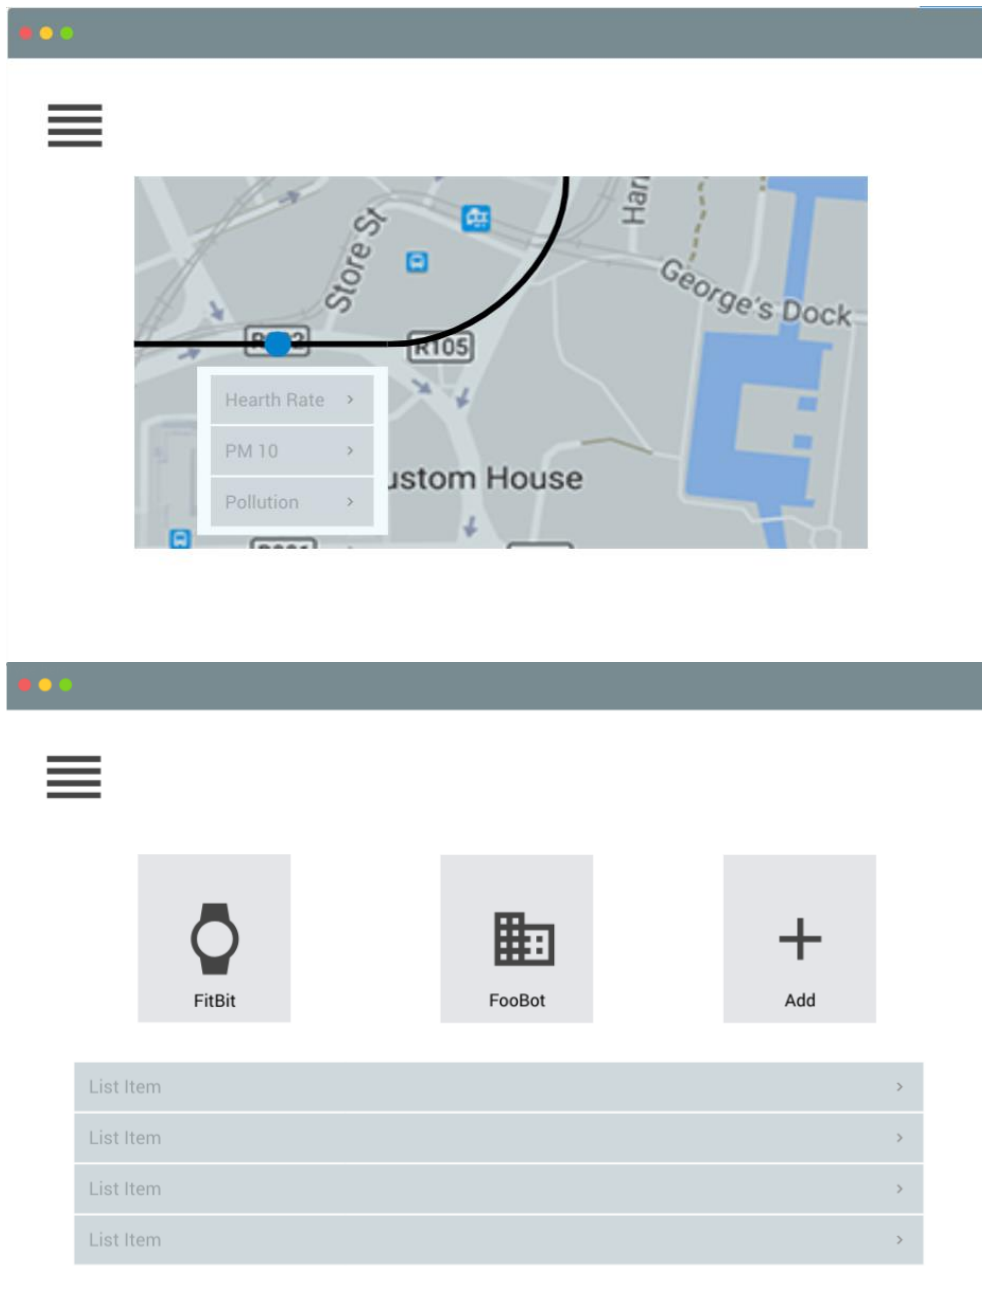 Store St
Har
George's Dock
R105
Hearth Rate >
PM 10 >
Pollution >
ustom House
FitBit
FooBot
Add
List Item >
List Item >
List Item >
List Item >